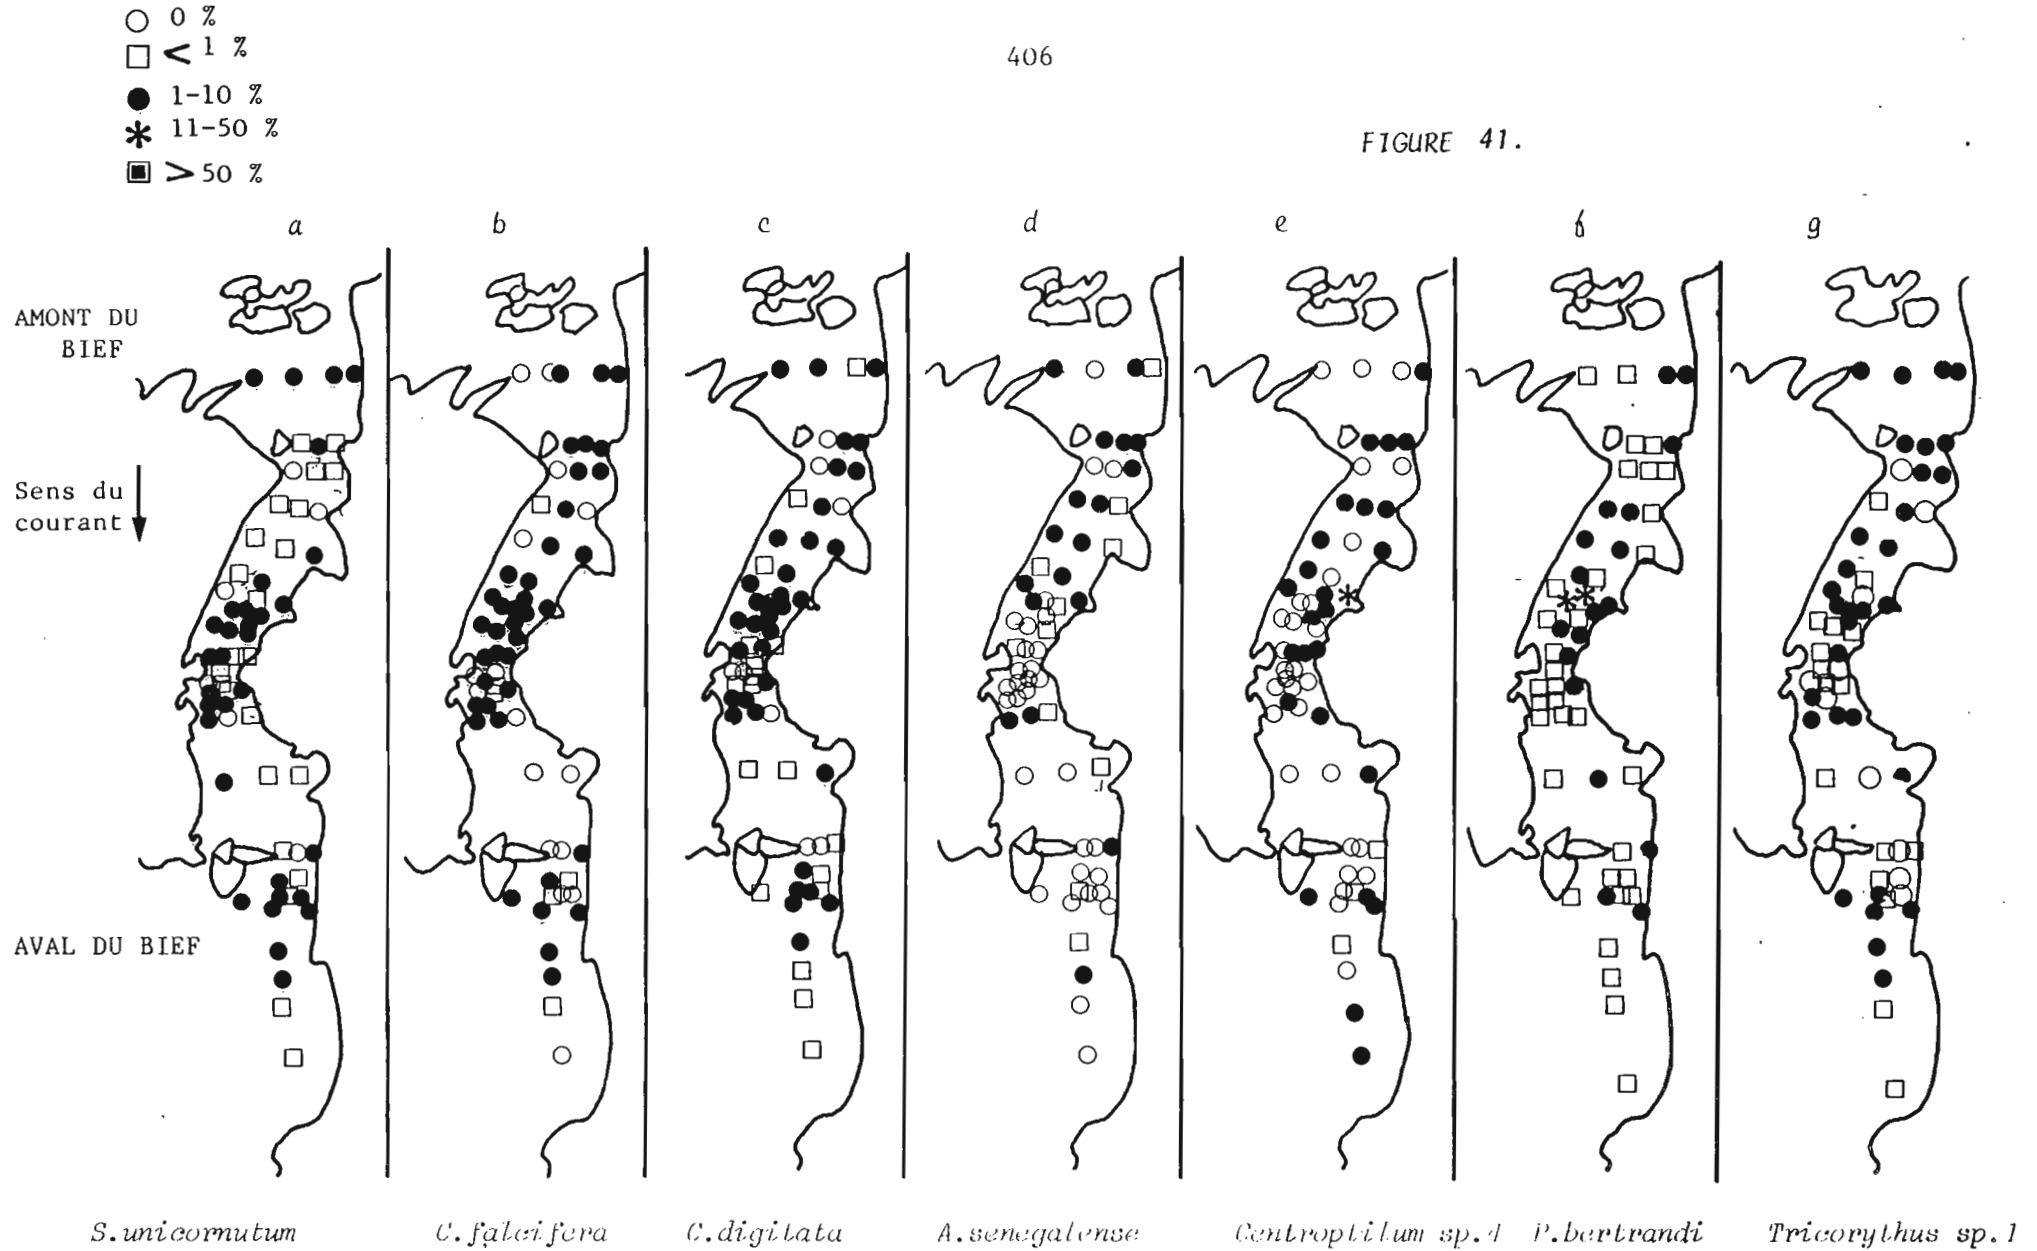 0 %
< 1 %
1-10 %
11-50 %
> 50 %
406
FIGURE 41.
a b c d e f g
AMONT DU
BIEF
Sens du
courant
AVAL DU BIEF
S.unicornutum C.falcifera C.digitata A.senegalense Centroptilum sp.4 P.bertrandi Tricorythus sp.1